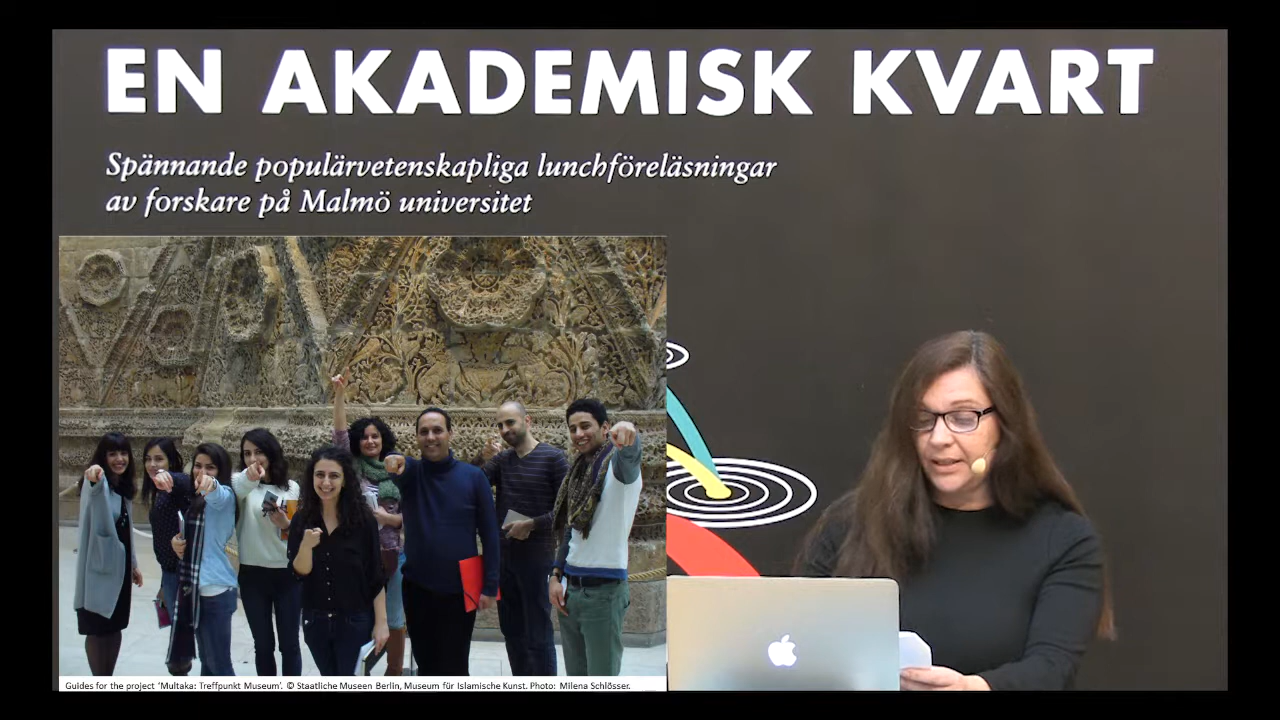 EN AKADEMISK KVART
Spännande populärvetenskapliga lunchföreläsningar
av forskare på Malmö universitet
Guides for the project 'Multaka: Treffpunkt Museum'. © Staatliche Museen Berlin, Museum für Islamische Kunst. Photo: Milena Schlösser.